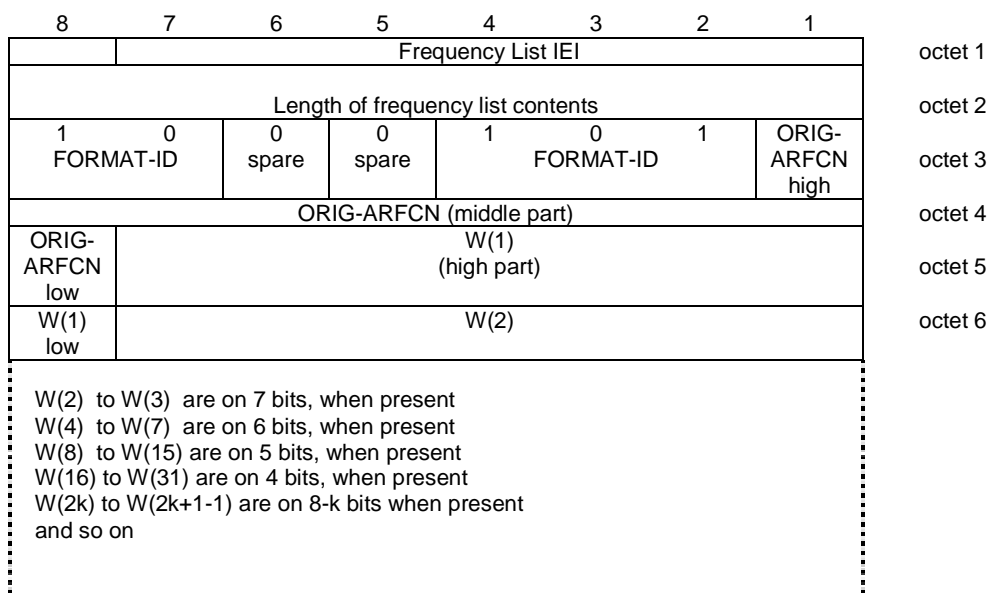 8 7 6 5 4 3 2 1
Frequency List IEI octet 1
Length of frequency list contents octet 2
1 0 0 0 1 0 1 ORIG-
FORMAT-ID spare spare FORMAT-ID ARFCN octet 3
high
ORIG-ARFCN (middle part) octet 4
ORIG- W(1)
ARFCN (high part) octet 5
low
W(1) W(2) octet 6
low
W(2) to W(3) are on 7 bits, when present
W(4) to W(7) are on 6 bits, when present
W(8) to W(15) are on 5 bits, when present
W(16) to W(31) are on 4 bits, when present
W(2k) to W(2k+1-1) are on 8-k bits when present
and so on